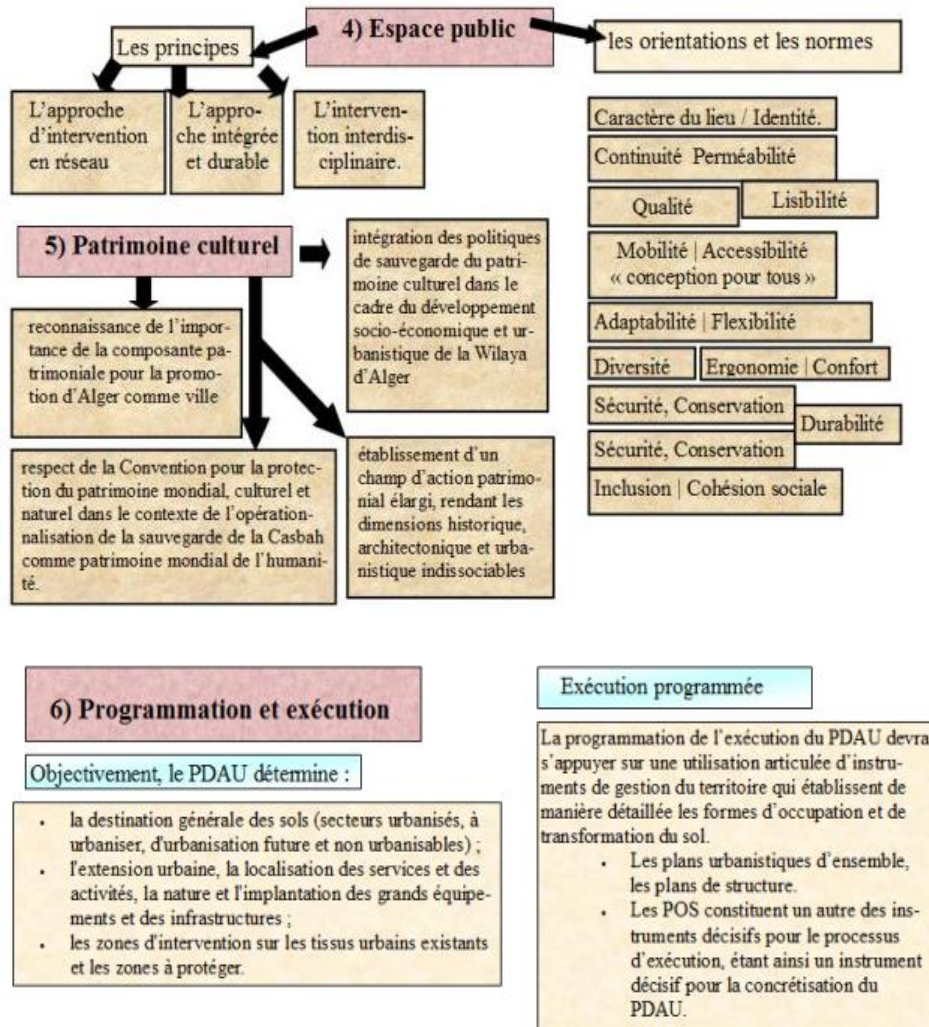 4) Espace public
Les principes
les orientations et les normes
L'approche
d'intervention
en réseau
L'appro-
che intégrée
et durable
L'interven-
tion interdis-
ciplinaire.
Caractère du lieu / Identité.
Continuité Perméabilité
Qualité
Lisibilité
Mobilité | Accessibilité
« conception pour tous »
Adaptabilité | Flexibilité
Diversité
Ergonomie | Confort
Sécurité, Conservation
Durabilité
Sécurité, Conservation
Inclusion | Cohésion sociale
5) Patrimoine culturel
intégration des politiques
de sauvegarde du patri-
moine culturel dans le
cadre du développement
socio-économique et ur-
banistique de la Wilaya
d'Alger
reconnaissance de l'impor-
tance de la composante pa-
trimoniale pour la promo-
tion d'Alger comme ville
respect de la Convention pour la protec-
tion du patrimoine mondial, culturel et
naturel dans le contexte de l'opération-
nalisation de la sauvegarde de la Casbah
comme patrimoine mondial de l'humani-
té.
établissement d'un
champ d'action patrimo-
nial élargi, rendant les
dimensions historique,
architectonique et urba-
nistique indissociables
6) Programmation et exécution
Objectivement, le PDAU détermine :
• la destination générale des sols (secteurs urbanisés, à
urbaniser, d'urbanisation future et non urbanisables) ;
• l'extension urbaine, la localisation des services et des
activités, la nature et l'implantation des grands équipe-
ments et des infrastructures ;
• les zones d'intervention sur les tissus urbains existants
et les zones à protéger.
Exécution programmée
La programmation de l'exécution du PDAU devra
s'appuyer sur une utilisation articulée d'instru-
ments de gestion du territoire qui établissent de
manière détaillée les formes d'occupation et de
transformation du sol.
• Les plans urbanistiques d'ensemble,
les plans de structure.
• Les POS constituent un autre des ins-
truments décisifs pour le processus
d'exécution, étant ainsi un instrument
décisif pour la concrétisation du
PDAU.